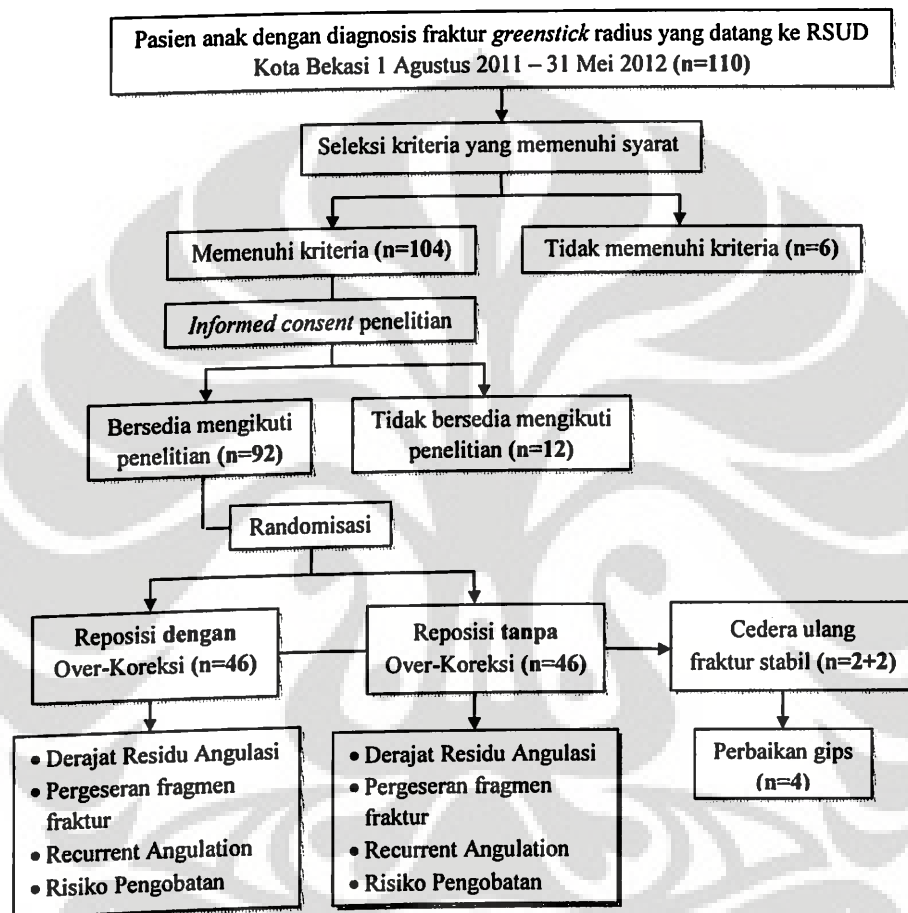 Pasien anak dengan diagnosis fraktur greenstick radius yang datang ke RSUD
Kota Bekasi 1 Agustus 2011 – 31 Mei 2012 (n=110)
Seleksi kriteria yang memenuhi syarat
Memenuhi kriteria (n=104)
Tidak memenuhi kriteria (n=6)
Informed consent penelitian
Bersedia mengikuti
penelitian (n=92)
Tidak bersedia mengikuti
penelitian (n=12)
Randomisasi
Reposisi dengan
Over-Koreksi (n=46)
Reposisi tanpa
Over-Koreksi (n=46)
Cedera ulang
fraktur stabil (n=2+2)
• Derajat Residu Angulasi
• Pergeseran fragmen
fraktur
• Recurrent Angulation
• Risiko Pengobatan
• Derajat Residu Angulasi
• Pergeseran fragmen
fraktur
• Recurrent Angulation
• Risiko Pengobatan
Perbaikan gips
(n=4)